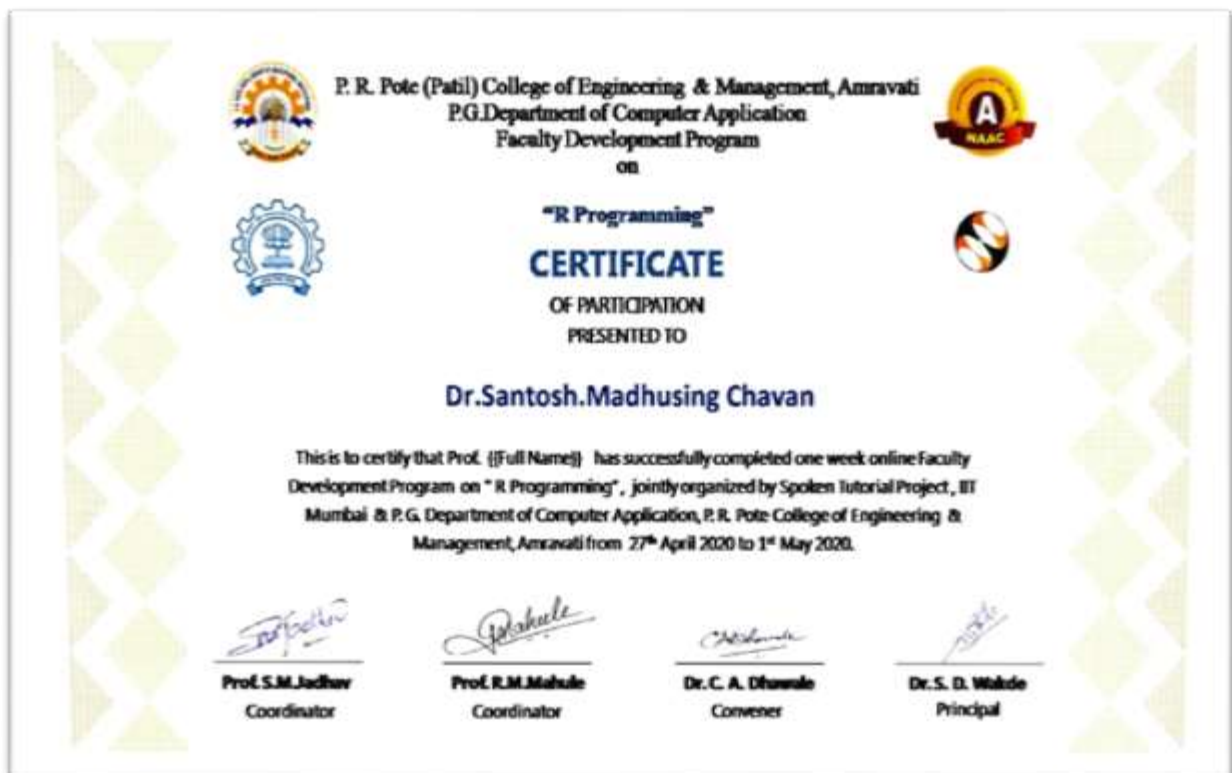 P. R. Pote (Patil) College of Engineering & Management, Amravati
P.G.Department of Computer Application
Faculty Development Program
on
A
NAAC
"R Programming"
CERTIFICATE
OF PARTICIPATION
PRESENTED TO
Dr.Santosh.Madhusing Chavan
This is to certify that Prof. {{Full Name}} has successfully completed one week online Faculty
Development Program on " R Programming", jointly organized by Spoken Tutorial Project, IIT
Mumbai & P. G. Department of Computer Application, P. R. Pote College of Engineering &
Management, Amravati from 27th April 2020 to 1st May 2020.
Prof. S.M.Jadhav Prof. R.M.Mahule Dr. C. A. Dhawale Dr. S. D. Wakde
Coordinator Coordinator Convener Principal